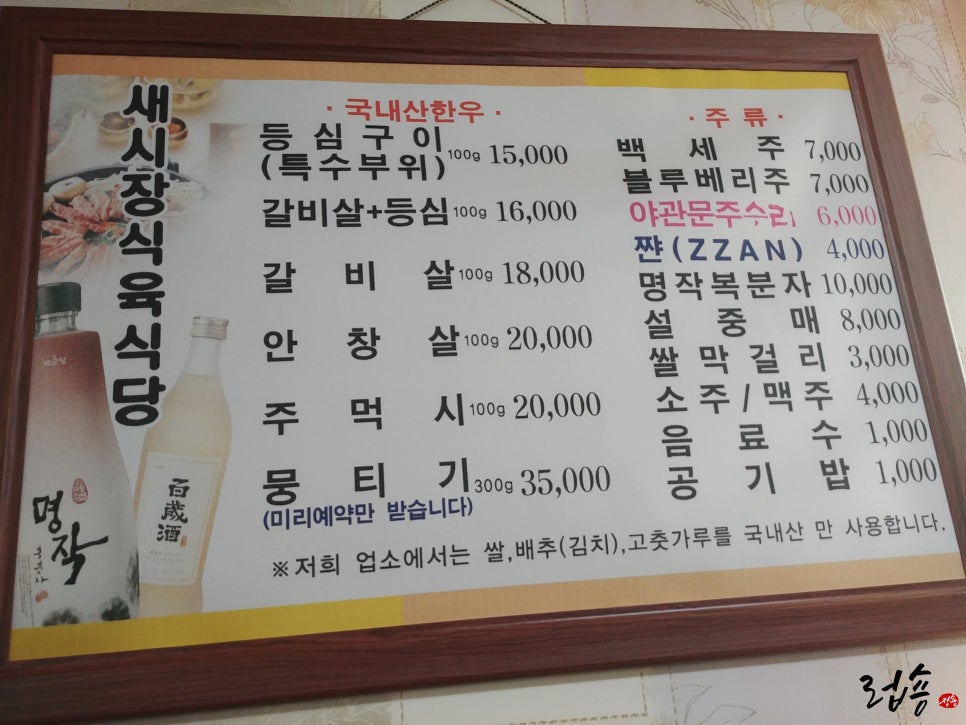 새시장식육식당
· 국내산한우 ·
등심구이
(특수부위) 100g 15,000
갈비살+등심 100g 16,000
갈비살 100g 18,000
안창살 100g 20,000
주먹시 100g 20,000
뭉티기 300g 35,000
(미리예약만 받습니다)
· 주류 ·
백세주 7,000
블루베리주 7,000
야관문주수리 6,000
쨘(ZZAN) 4,000
명작복분자 10,000
설중매 8,000
쌀막걸리 3,000
소주/맥주 4,000
음료수 1,000
공기밥 1,000
※저희 업소에서는 쌀,배추(김치),고춧가루를 국내산 만 사용합니다.
명작
百歲酒
럽숑